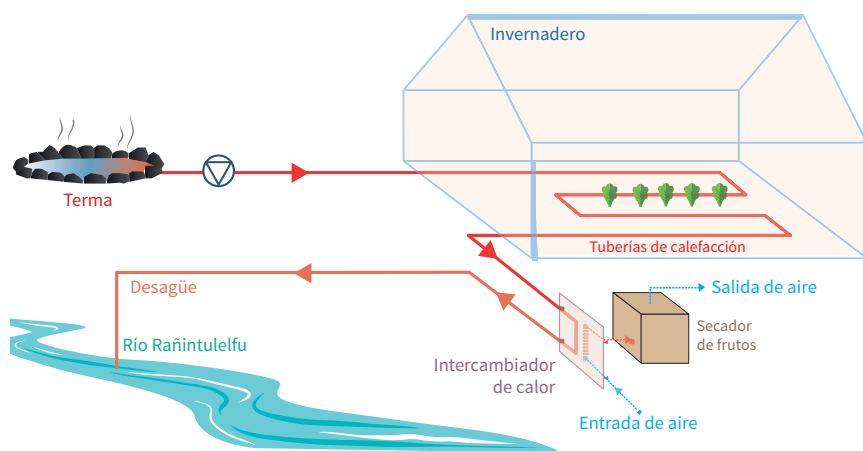 Invernadero
Terma
Tuberías de calefacción
Desagüe
Salida de aire
Secador
de frutos
Río Rañintulelfu
Intercambiador
de calor
Entrada de aire